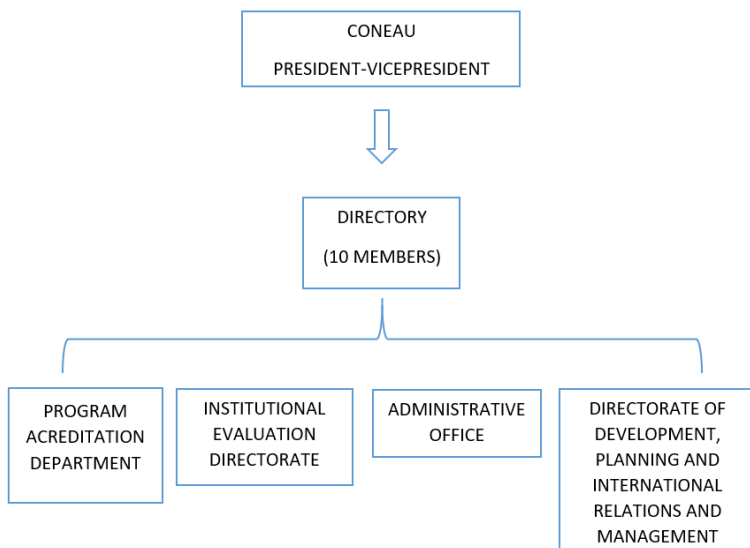 CONEAU
PRESIDENT-VICEPRESIDENT
DIRECTORY
(10 MEMBERS)
PROGRAM
ACREDITATION
DEPARTMENT
INSTITUTIONAL
EVALUATION
DIRECTORATE
ADMINISTRATIVE
OFFICE
DIRECTORATE OF
DEVELOPMENT,
PLANNING AND
INTERNATIONAL
RELATIONS AND
MANAGEMENT